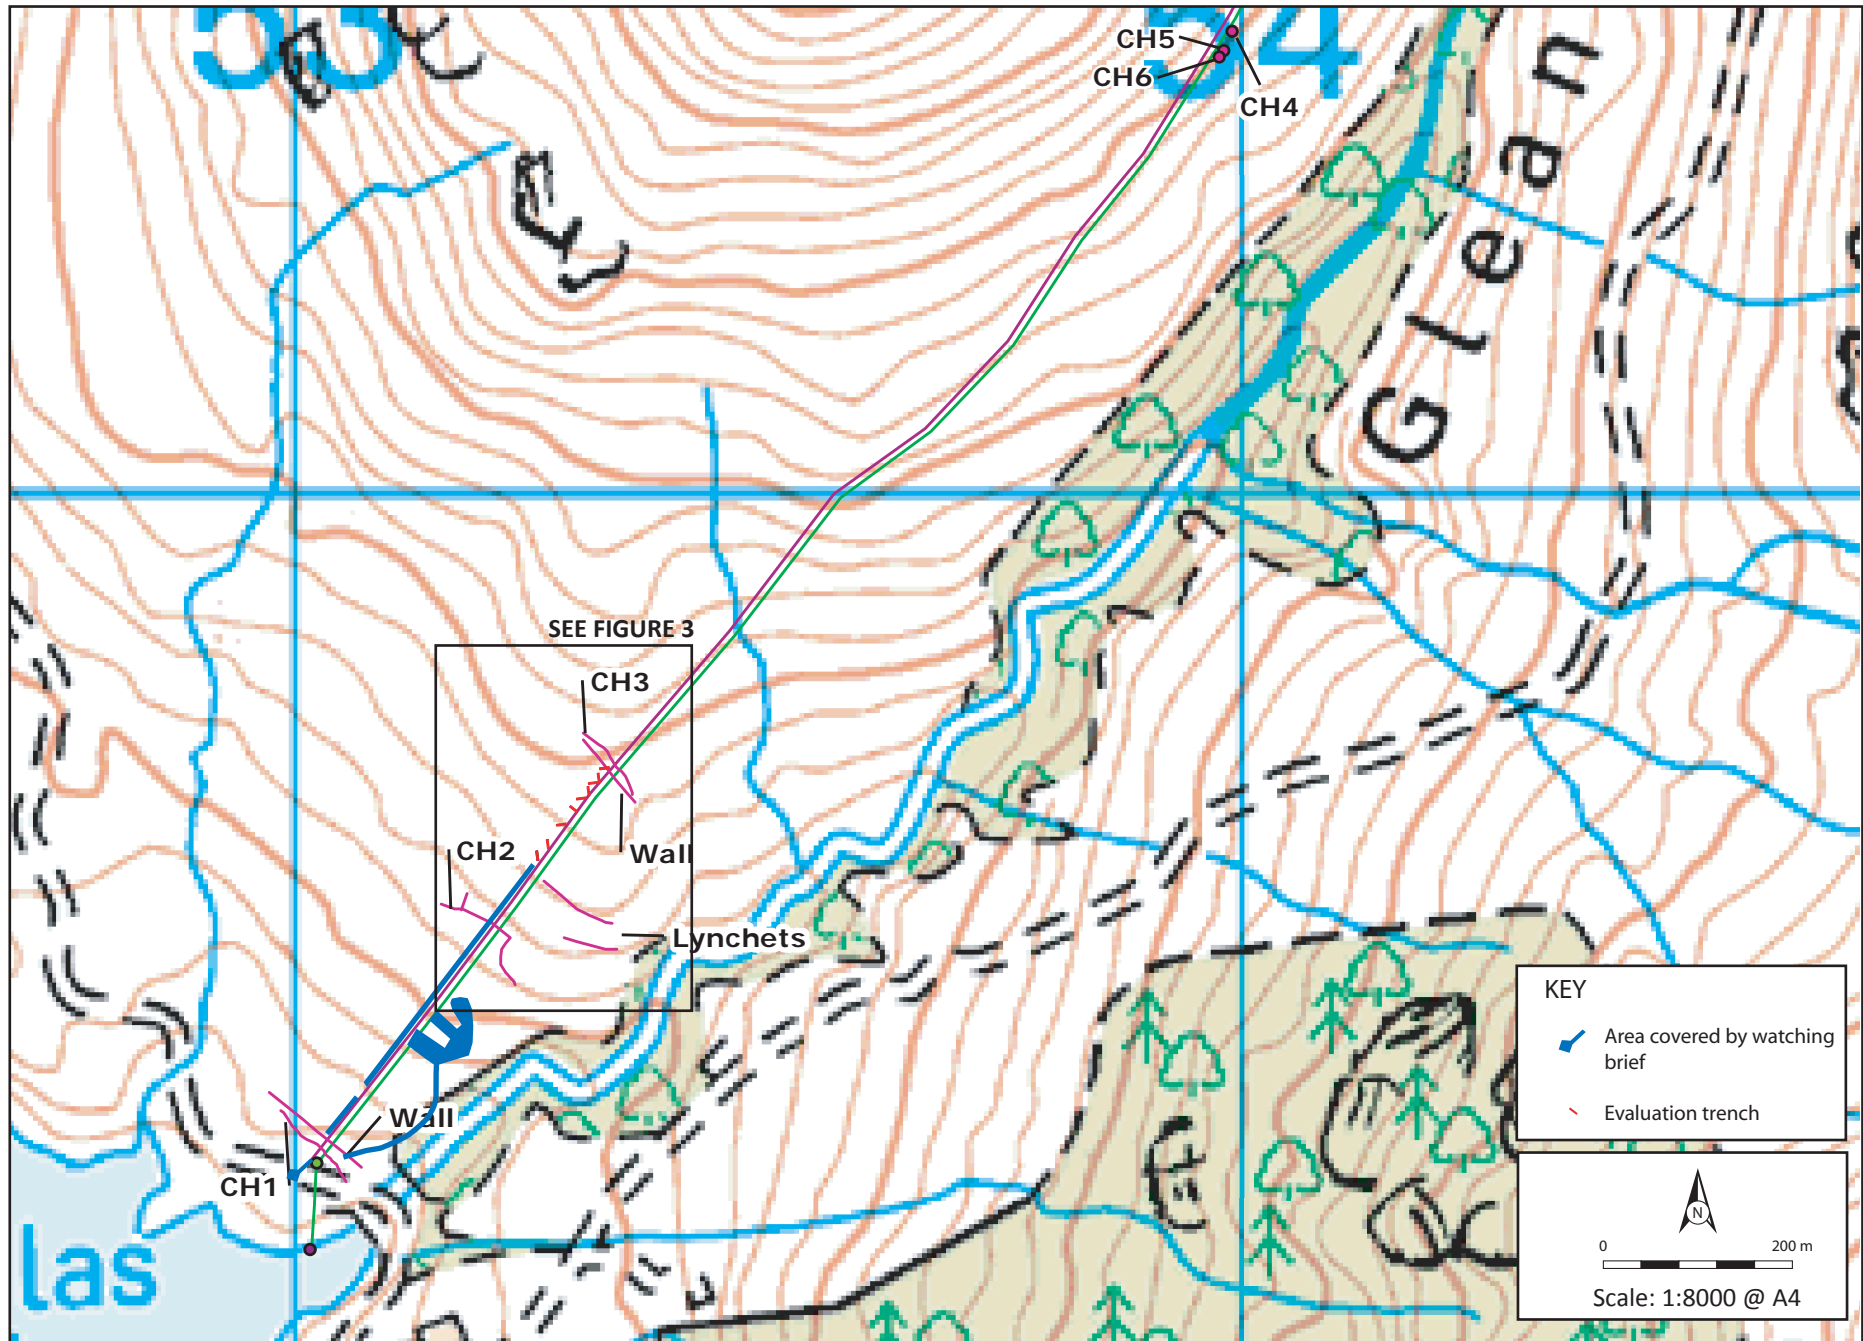 53
54
CH5
CH6
CH4
Glean
SEE FIGURE 3
CH3
CH2
Wall
Lynchets
Wall
CH1
las
KEY
Area covered by watching
brief
Evaluation trench
N
0 200 m
Scale: 1:8000 @ A4